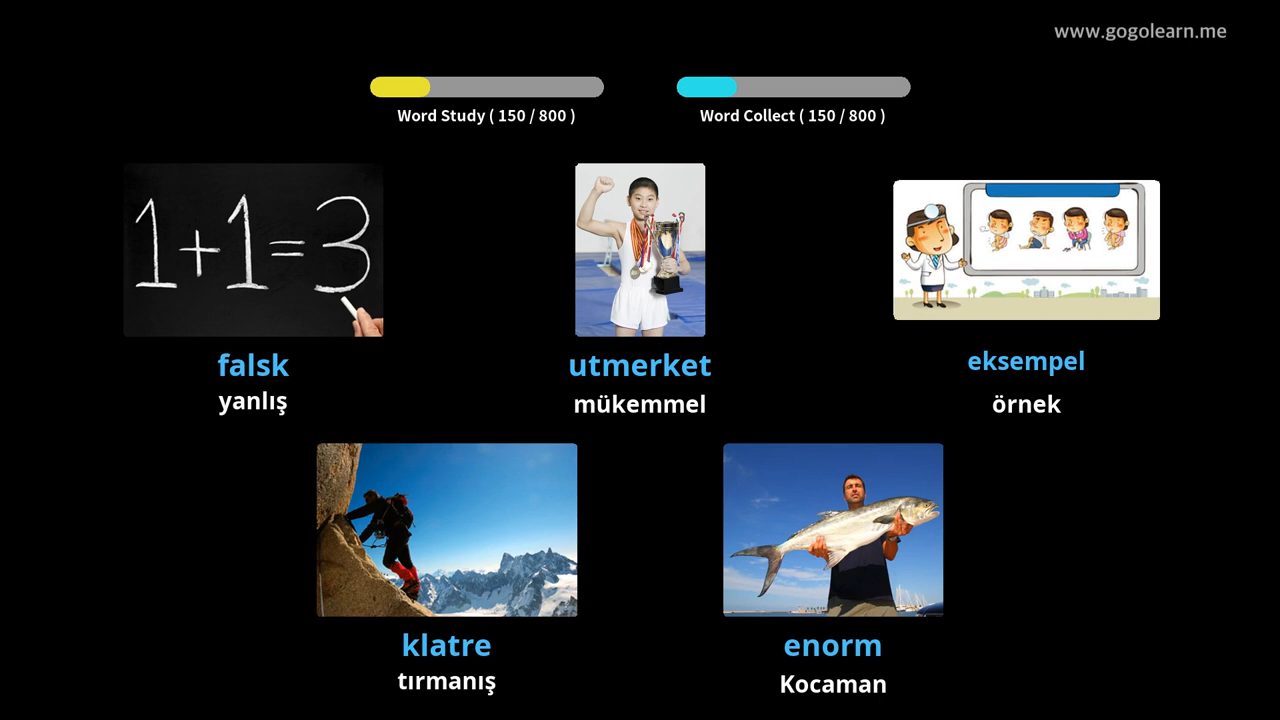 www.gogolearn.me
Word Study ( 150 / 800 )
Word Collect ( 150 / 800 )
1+1=3
falsk
yanlış
utmerket
mükemmel
eksempel
örnek
klatre
tırmanış
enorm
Kocaman